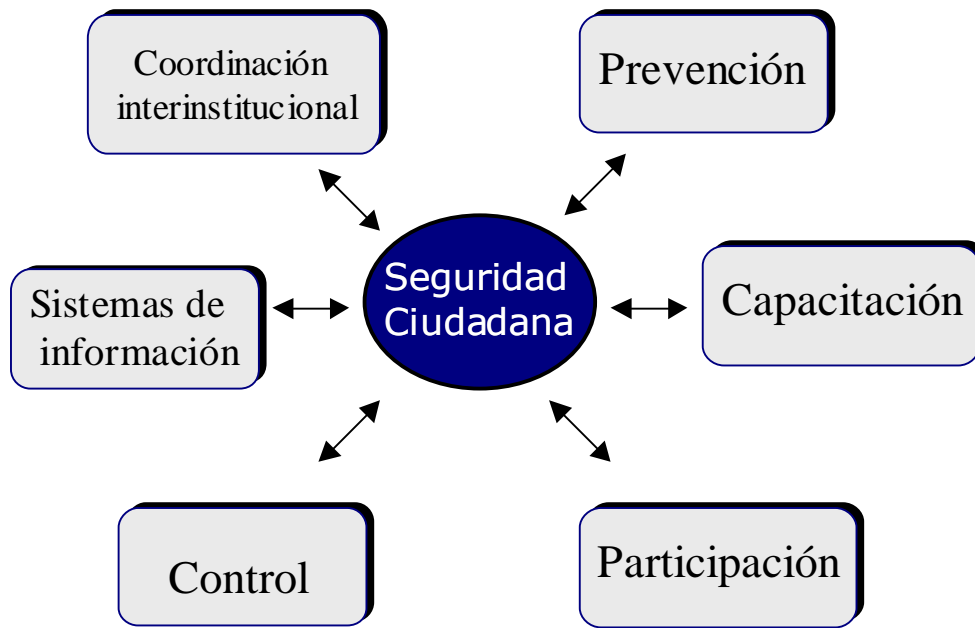 Coordinación
interinstitucional
Prevención
Seguridad
Ciudadana
Sistemas de
información
Capacitación
Control
Participación